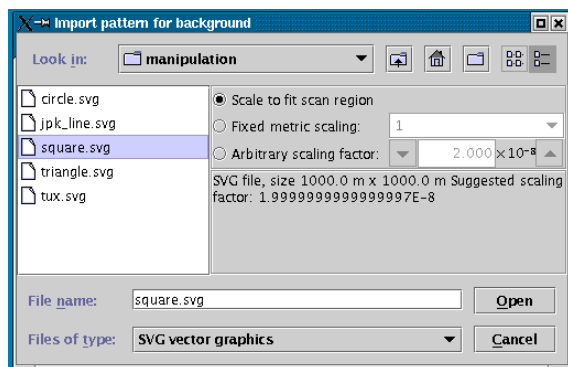 Import pattern for background
Look in: manipulation
circle.svg
jpk_line.svg
square.svg
triangle.svg
tux.svg
Scale to fit scan region
Fixed metric scaling: 1
Arbitrary scaling factor: 2.000 ×10⁻⁸
SVG file, size 1000.0 m x 1000.0 m Suggested scaling
factor: 1.9999999999999997E-8
File name: square.svg
Open
Files of type: SVG vector graphics
Cancel